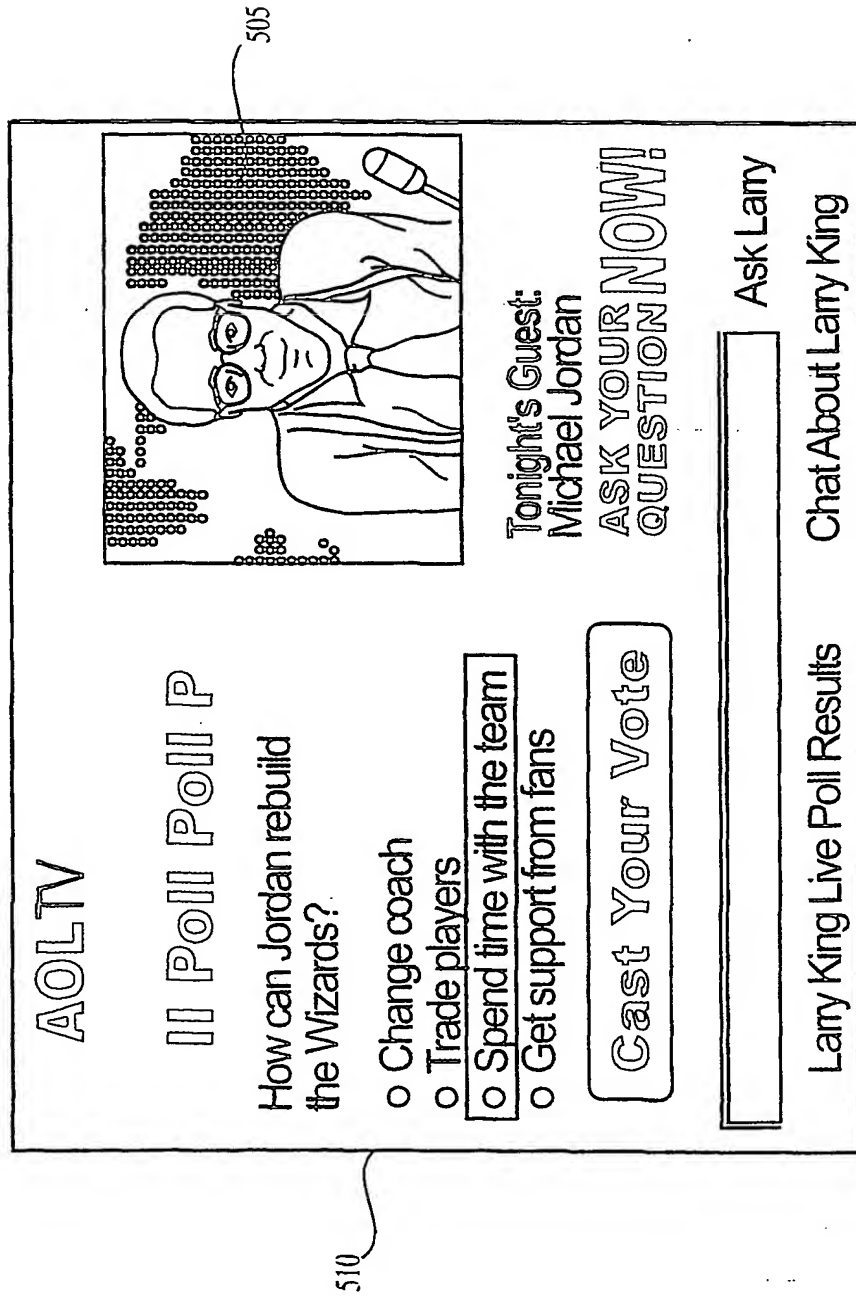 AOLTV
ll Poll Poll P
How can Jordan rebuild
the Wizards?
o Change coach
o Trade players
o Spend time with the team
o Get support from fans
Cast Your Vote
505
Tonight's Guest:
Michael Jordan
ASK YOUR
QUESTION NOW!
Ask Larry
Larry King Live Poll Results
Chat About Larry King
510